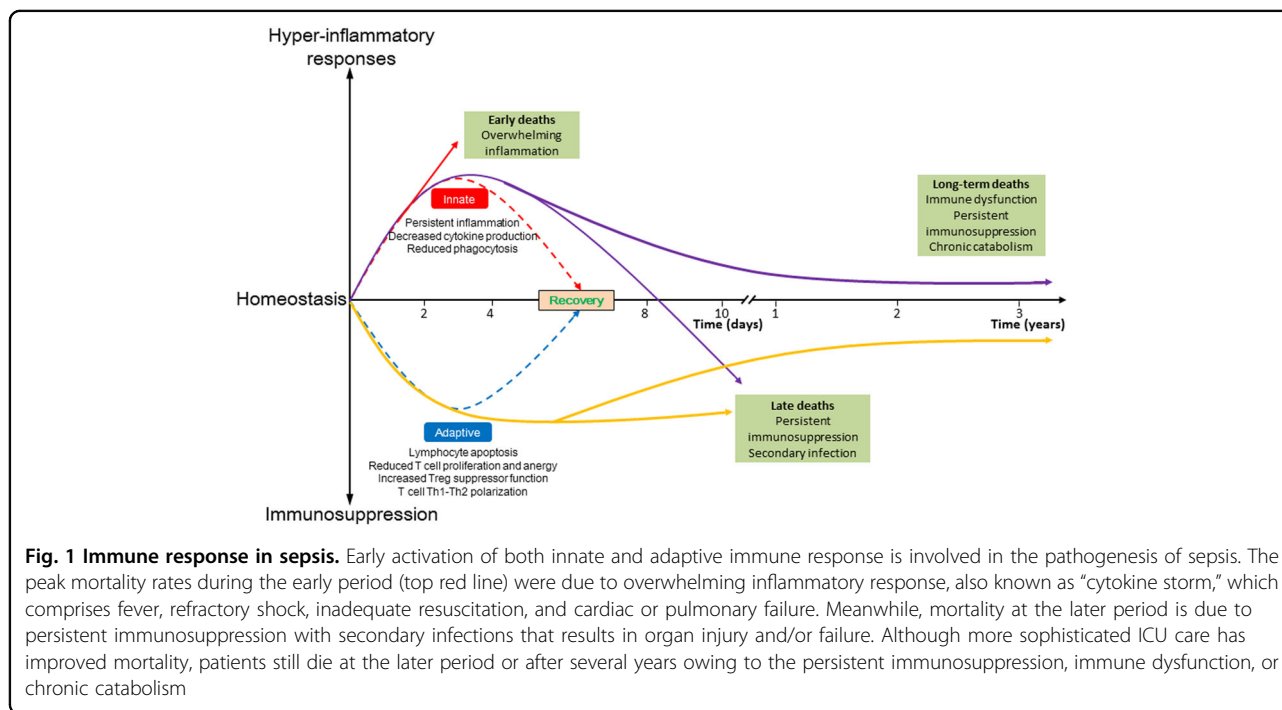 Hyper-inflammatory
responses
Early deaths
Overwhelming
inflammation
Innate
Persistent inflammation
Decreased cytokine production
Reduced phagocytosis
Long-term deaths
Immune dysfunction
Persistent
immunosuppression
Chronic catabolism
Homeostasis
Recovery
2 4 8 10 1 2 3
Time (days)
Time (years)
Adaptive
Lymphocyte apoptosis
Reduced T cell proliferation and anergy
Increased Treg suppressor function
T cell Th1-Th2 polarization
Late deaths
Persistent
immunosuppression
Secondary infection
Immunosuppression
Fig. 1 Immune response in sepsis. Early activation of both innate and adaptive immune response is involved in the pathogenesis of sepsis. The
peak mortality rates during the early period (top red line) were due to overwhelming inflammatory response, also known as “cytokine storm,” which
comprises fever, refractory shock, inadequate resuscitation, and cardiac or pulmonary failure. Meanwhile, mortality at the later period is due to
persistent immunosuppression with secondary infections that results in organ injury and/or failure. Although more sophisticated ICU care has
improved mortality, patients still die at the later period or after several years owing to the persistent immunosuppression, immune dysfunction, or
chronic catabolism